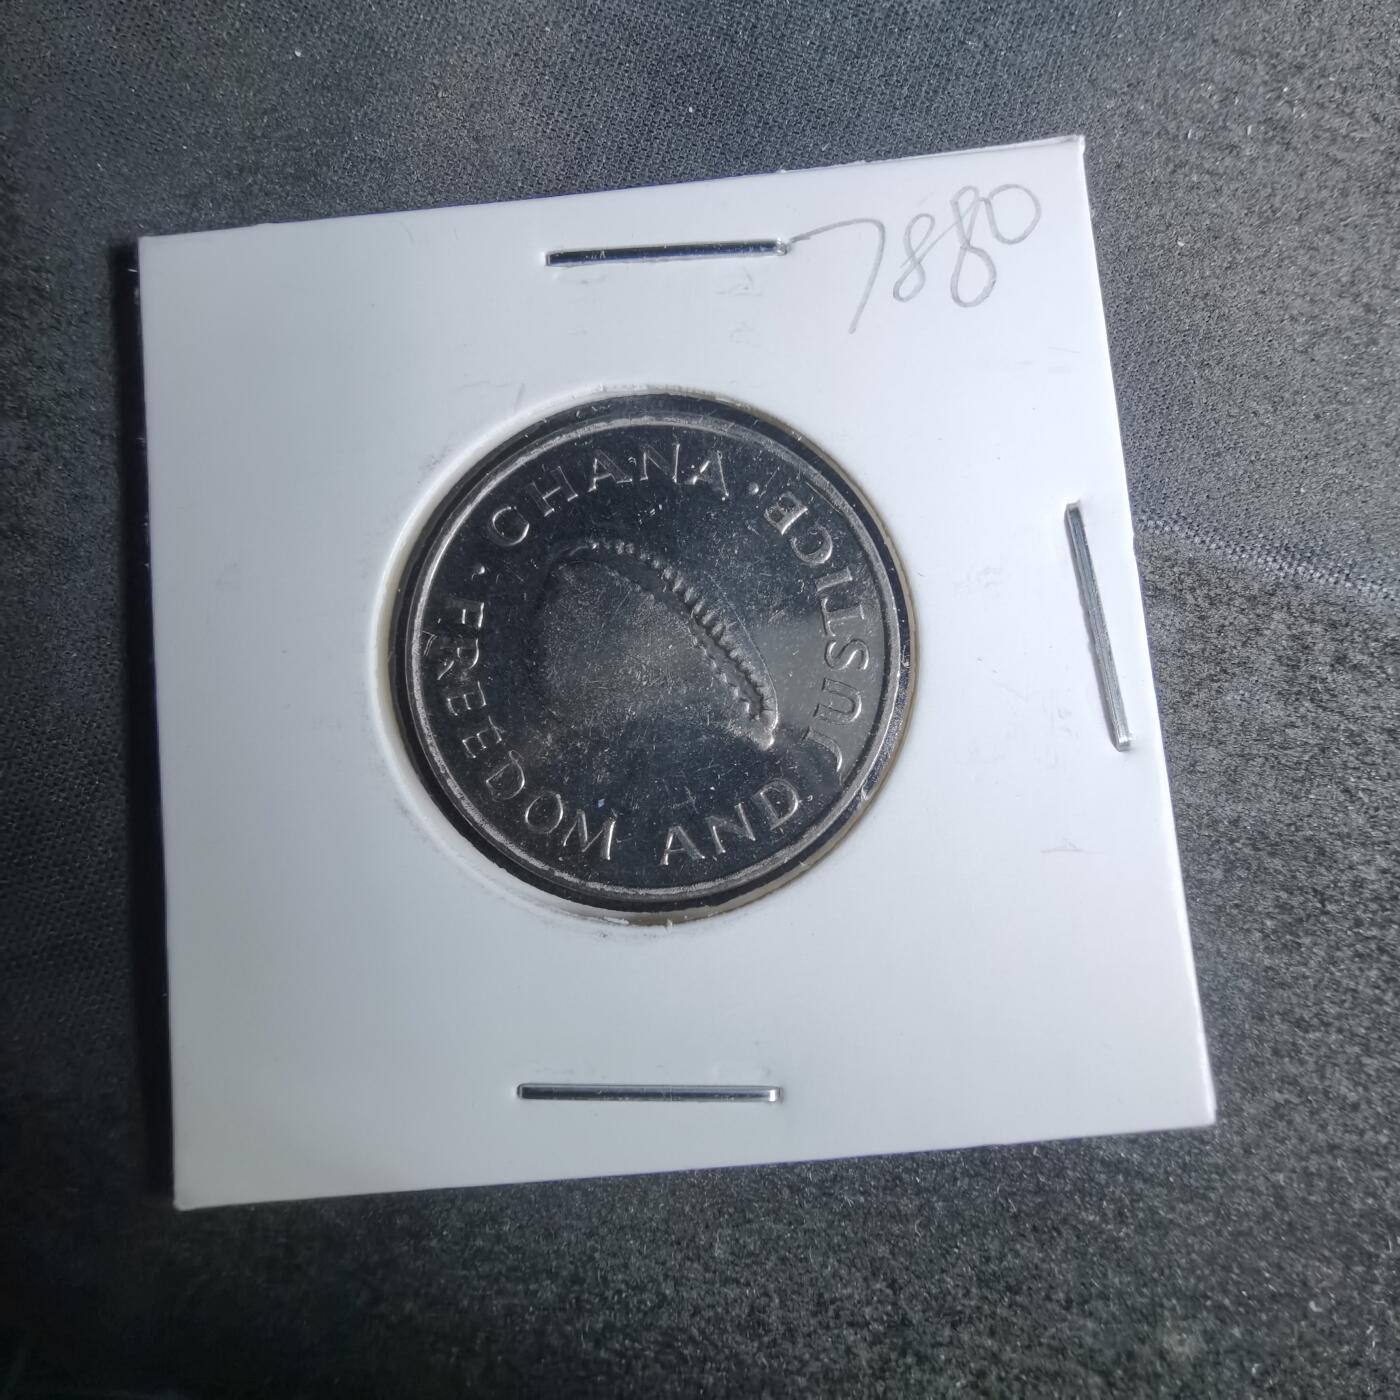 7880
· GHANA ·
FREEDOM AND JUSTICE